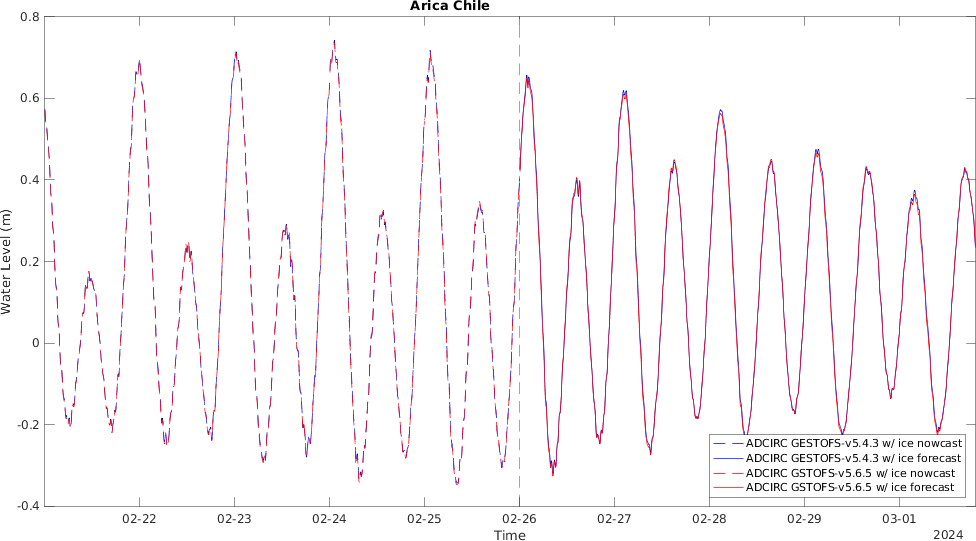 Arica Chile
0.8
0.6
0.4
0.2
0
-0.2
-0.4
Water Level (m)
ADCIRC GESTOFS-v5.4.3 w/ ice nowcast
ADCIRC GESTOFS-v5.4.3 w/ ice forecast
ADCIRC GSTOFS-v5.6.5 w/ ice nowcast
ADCIRC GSTOFS-v5.6.5 w/ ice forecast
02-22 02-23 02-24 02-25 02-26 02-27 02-28 02-29 03-01
Time
2024